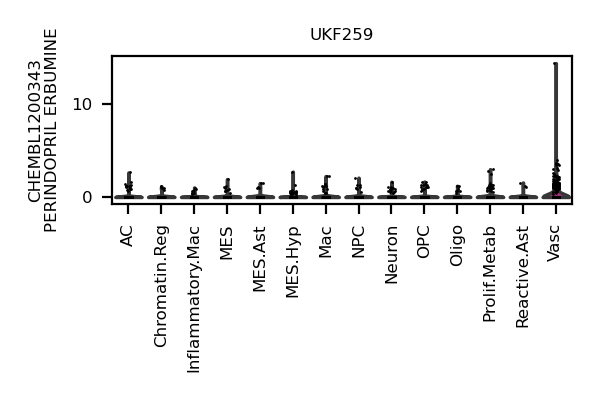 UKF259
CHEMBL1200343
PERINDOPRIL ERBUMINE
10
0
AC
Chromatin.Reg
Inflammatory.Mac
MES
MES.Ast
MES.Hyp
Mac
NPC
Neuron
OPC
Oligo
Prolif.Metab
Reactive.Ast
Vasc